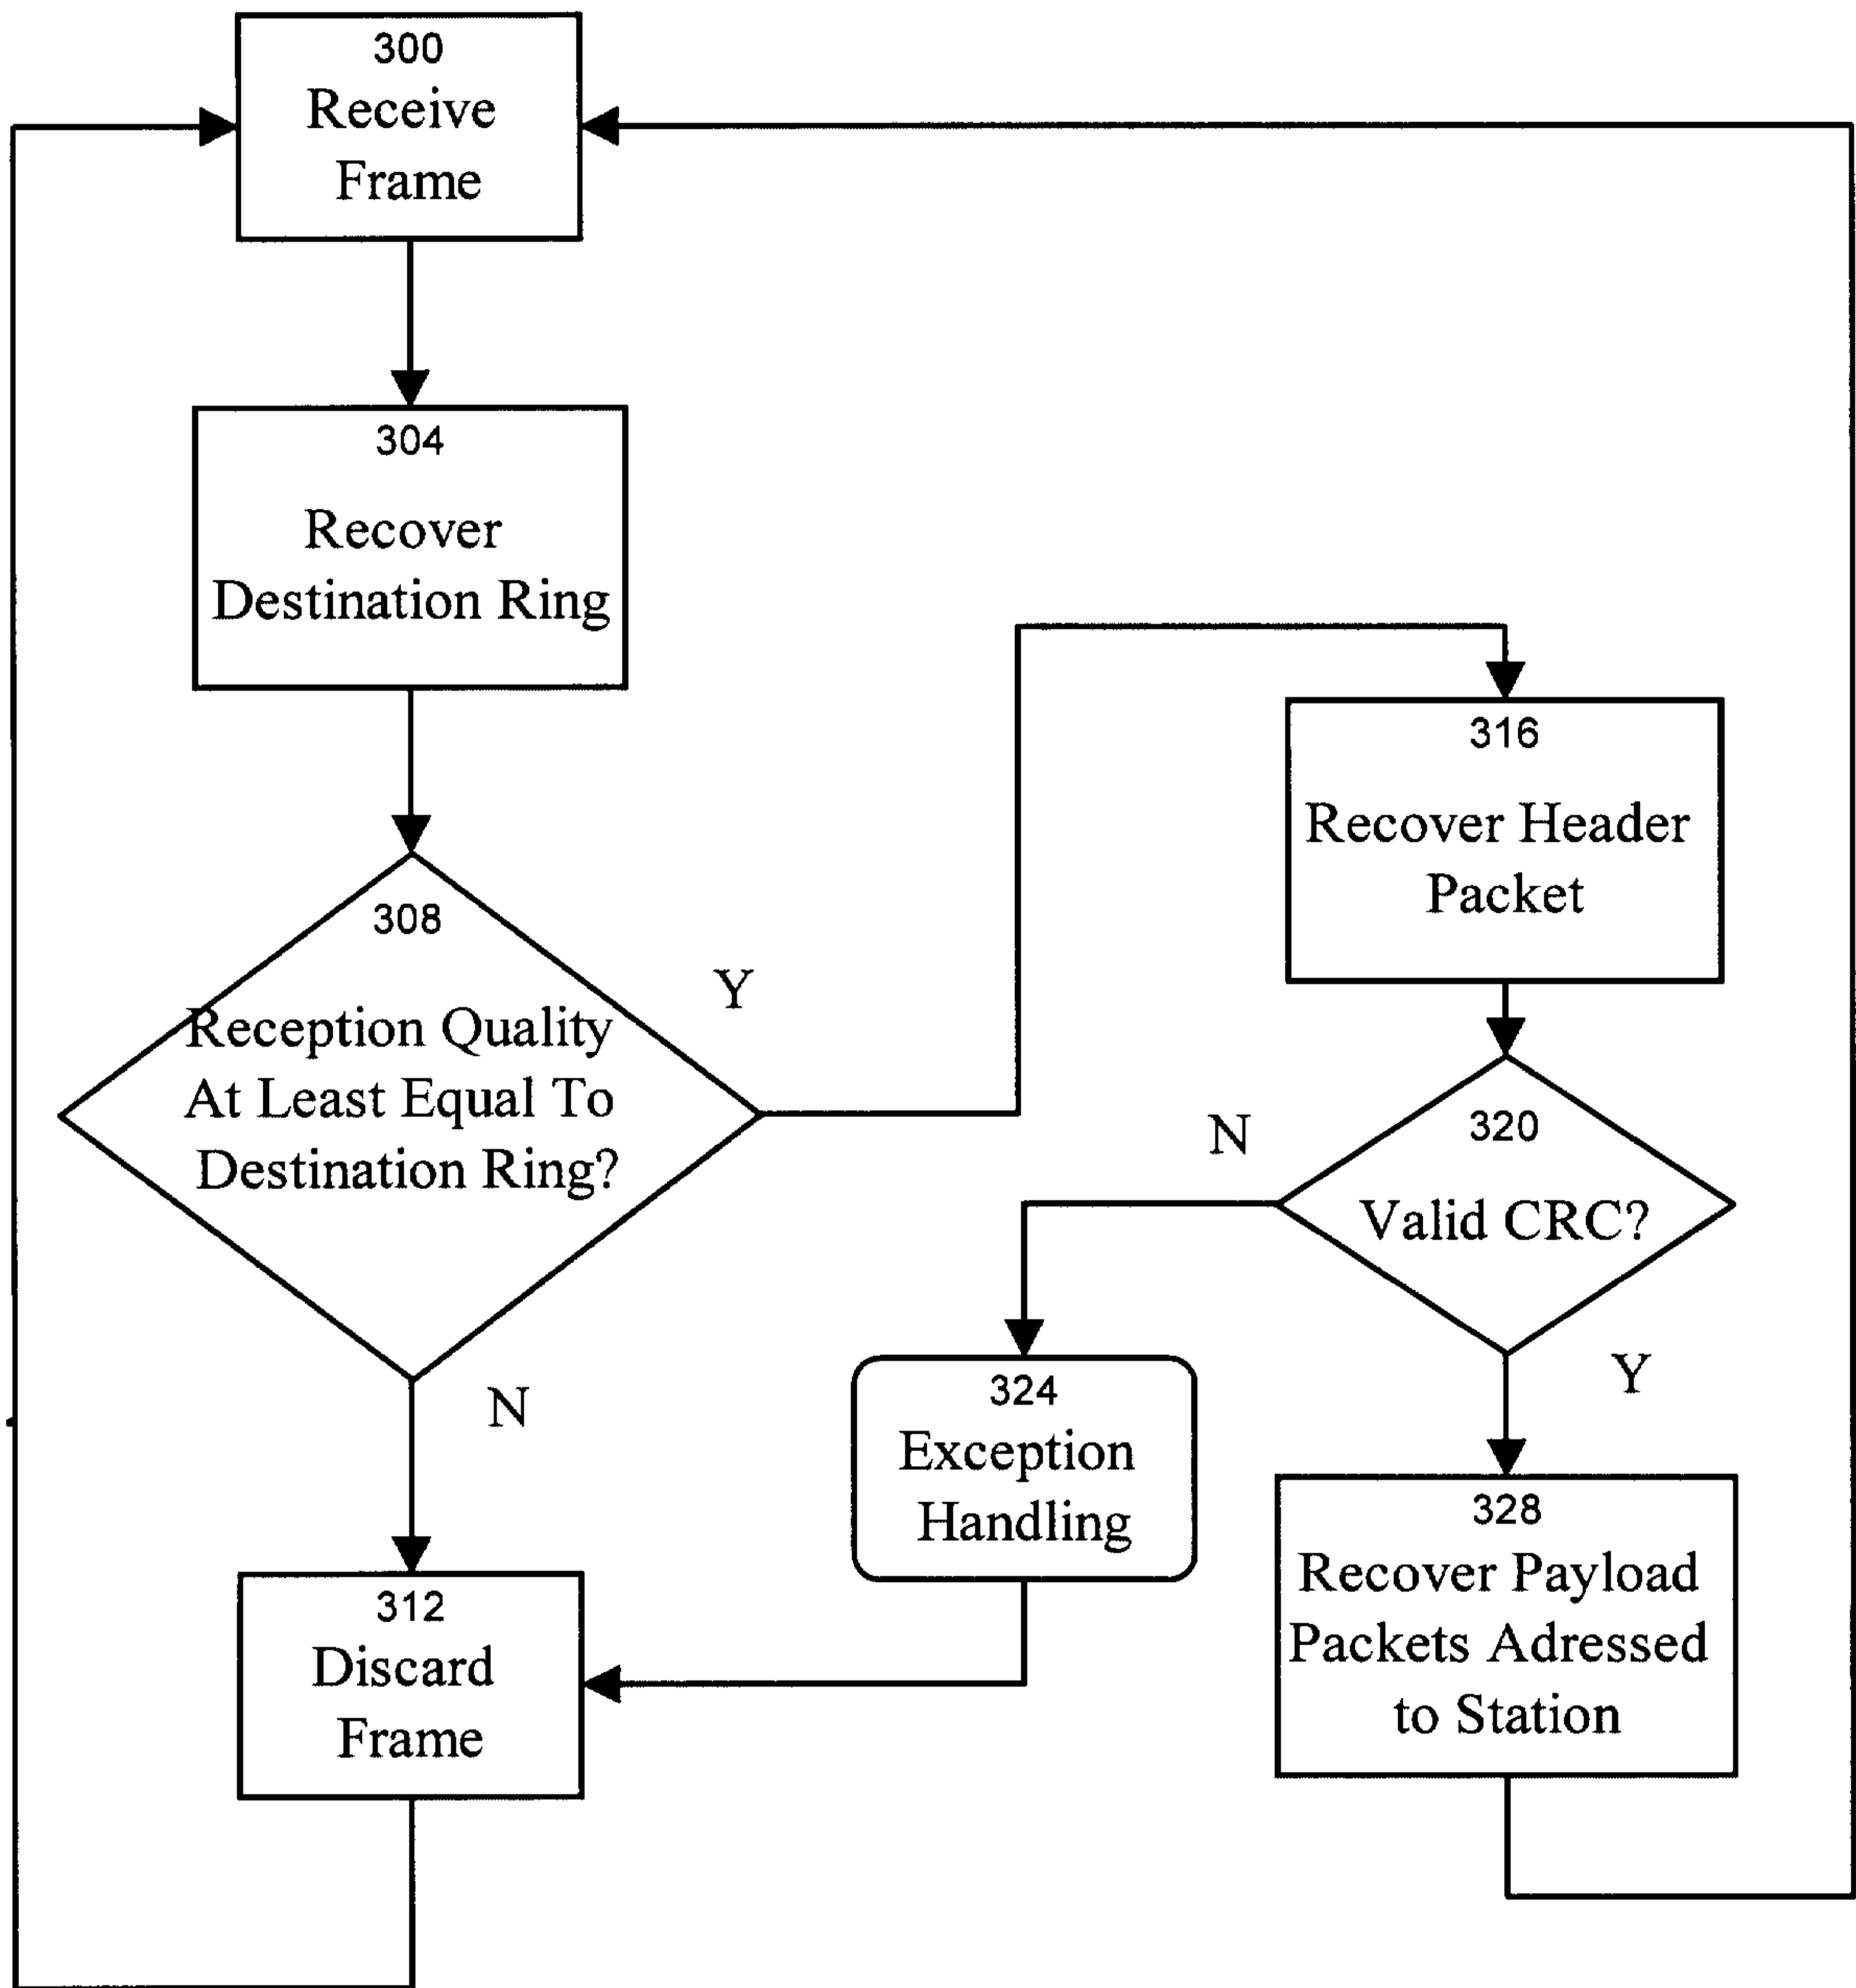 300
Receive
Frame
304
Recover
Destination Ring
308
Reception Quality
At Least Equal To
Destination Ring?
Y
N
312
Discard
Frame
316
Recover Header
Packet
320
Valid CRC?
N
Y
324
Exception
Handling
328
Recover Payload
Packets Adressed
to Station